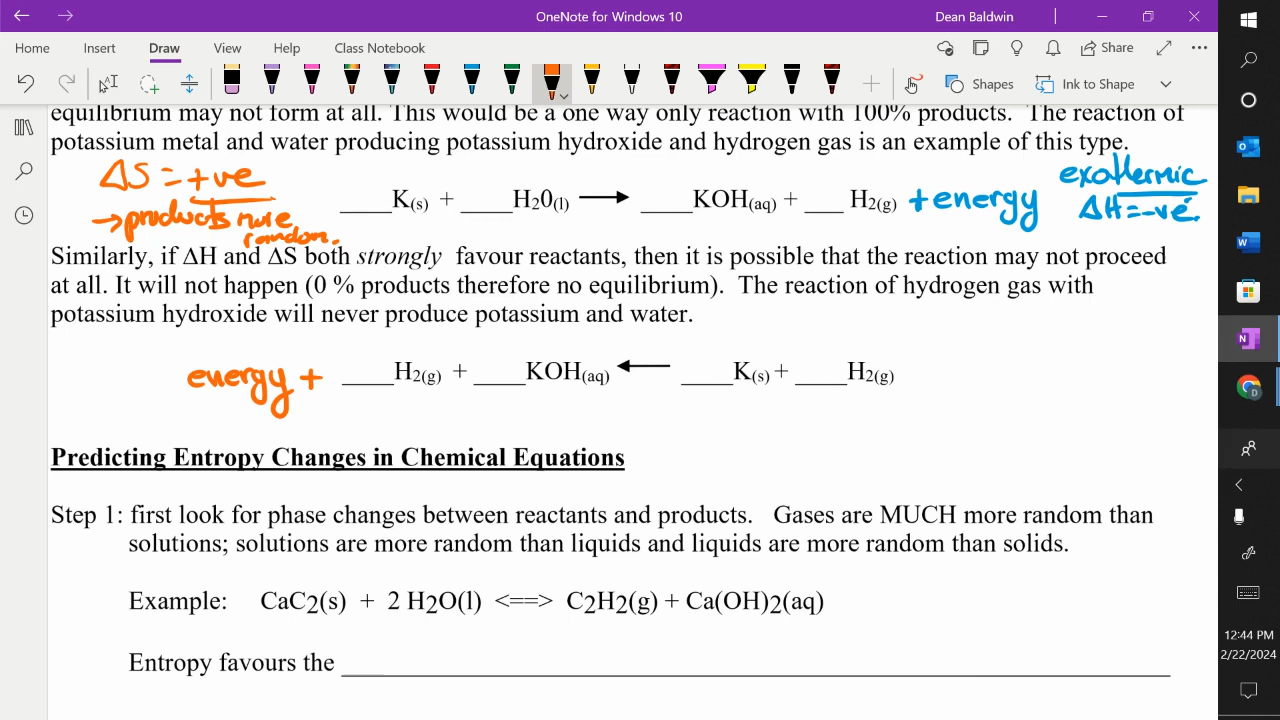 OneNote for Windows 10
Dean Baldwin
Home Insert Draw View Help Class Notebook
Share
Shapes
Ink to Shape
equilibrium may not form at all. This would be a one way only reaction with 100% products. The reaction of
potassium metal and water producing potassium hydroxide and hydrogen gas is an example of this type.
ΔS = +ve
→ products more
random.
____K(s) + ____H20(l) → ____KOH(aq) + ___ H2(g) + energy
exothermic
ΔH = -ve.
Similarly, if ΔH and ΔS both strongly favour reactants, then it is possible that the reaction may not proceed
at all. It will not happen (0 % products therefore no equilibrium). The reaction of hydrogen gas with
potassium hydroxide will never produce potassium and water.
energy + ____H2(g) + ____KOH(aq) ← ____K(s) + ____H2(g)
Predicting Entropy Changes in Chemical Equations
Step 1: first look for phase changes between reactants and products. Gases are MUCH more random than
solutions; solutions are more random than liquids and liquids are more random than solids.
Example: CaC2(s) + 2 H2O(l) <==> C2H2(g) + Ca(OH)2(aq)
Entropy favours the ____
12:44 PM
2/22/2024